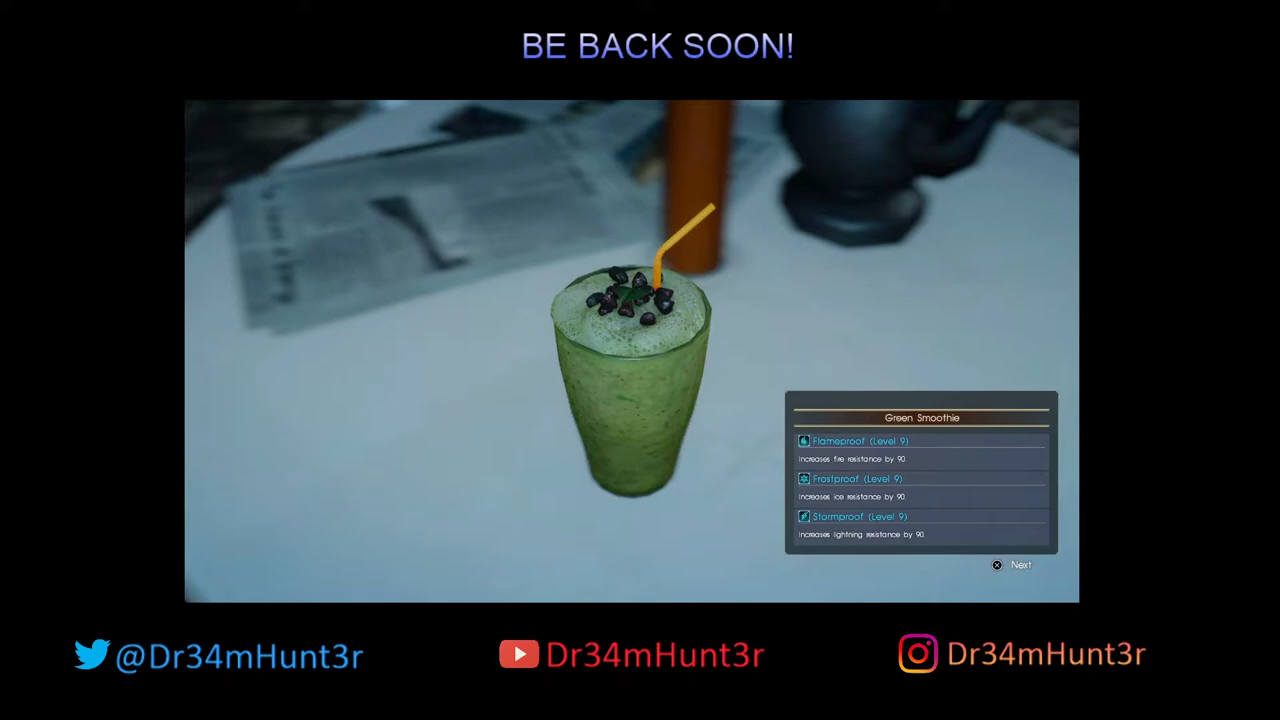 BE BACK SOON!
Green Smoothie
Flameproof (Level 9)
Increases fire resistance by 90.
Frostproof (Level 9)
Increases ice resistance by 90.
Stormproof (Level 9)
Increases lightning resistance by 90.
Next
@Dr34mHunt3r
Dr34mHunt3r
Dr34mHunt3r